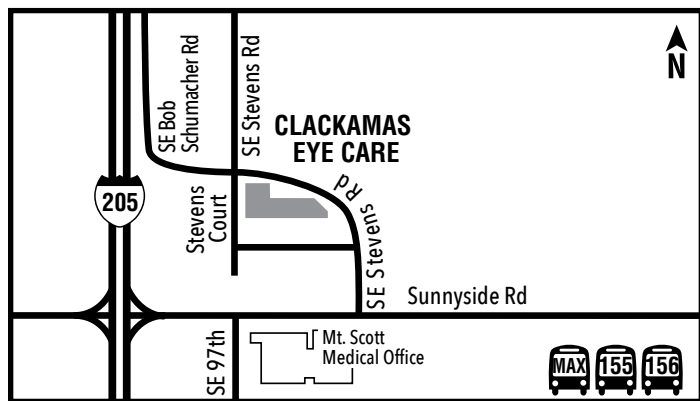 SE Bob
Schumacher Rd
SE Stevens Rd
N
CLACKAMAS
EYE CARE
205
Stevens
Court
SE Stevens Rd
Sunnyside Rd
SE 97th
Mt. Scott
Medical Office
MAX
155
156